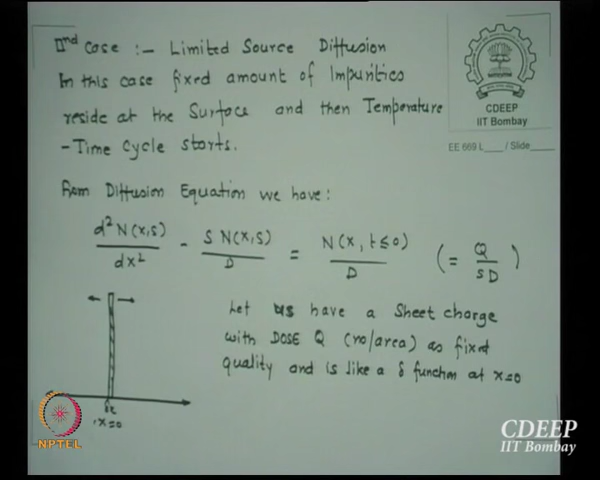 IInd Case :- Limited Source Diffusion
In this case fixed amount of Impurities
reside at the Surface and then Temperature
- Time Cycle starts.
CDEEP
IIT Bombay
EE 669 L____ / Slide____
From Diffusion Equation we have:
d²N(x,s)/dx² - S N(x,s)/D = N(x, t≤0)/D (= Q/SD)
Let us have a Sheet charge
with DOSE Q (no/area) as fixed
quality and is like a δ function at x=0
x=0
NPTEL
CDEEP
IIT Bombay